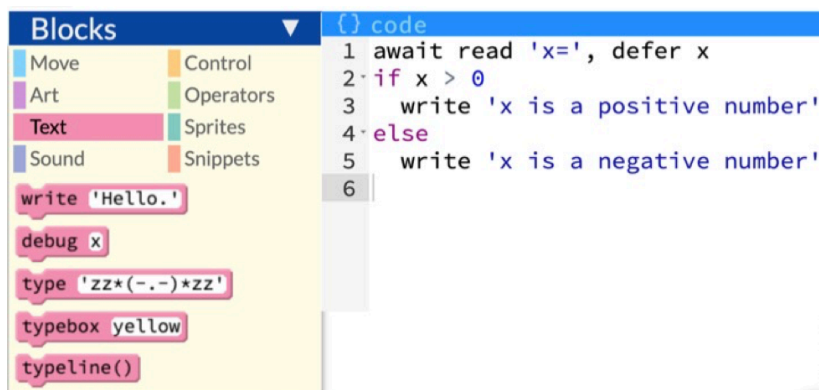 Blocks ▼
Move Control
Art Operators
Text Sprites
Sound Snippets
write 'Hello.'
debug x
type 'zz*(-.-)*zz'
typebox yellow
typeline()
{} code
1 await read 'x=', defer x
2 if x > 0
3 write 'x is a positive number'
4 else
5 write 'x is a negative number'
6